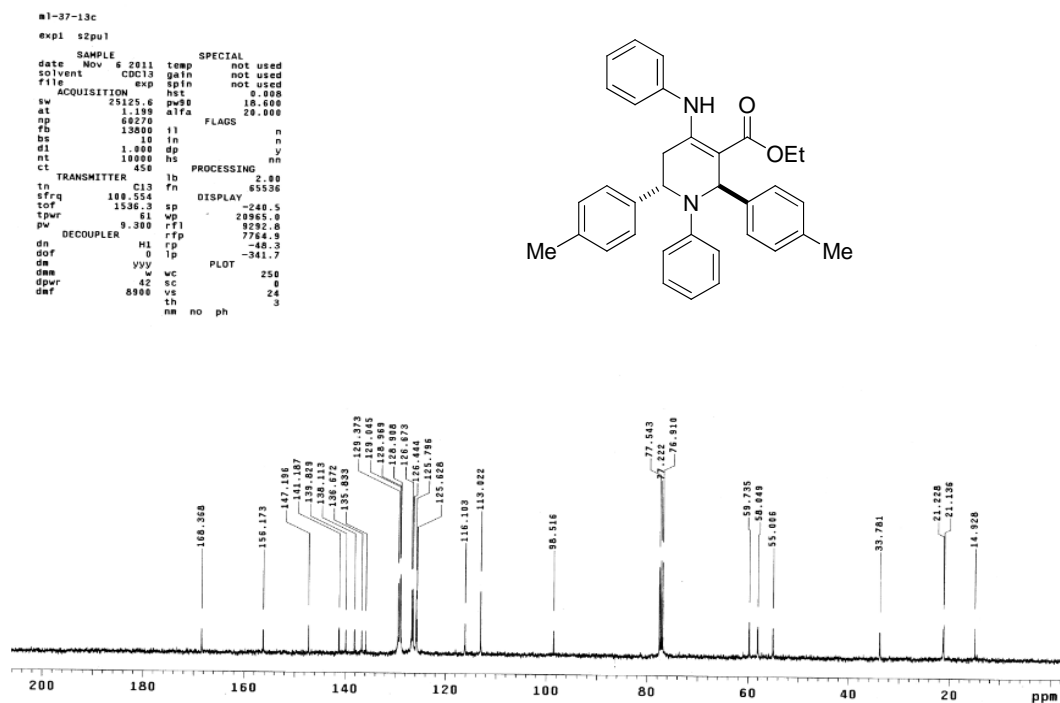 m1-37-13c
exp1 s2pul
SAMPLE
date Nov 6 2011
solvent CDCl3
file exp
ACQUISITION
sw 25125.6
at 1.199
np 60270
fb 13800
bs 10
d1 1.000
nt 10000
ct 450
TRANSMITTER
tn C13
sfrq 100.554
tof 1536.3
tpwr 61
pw 9.300
DECOUPLER
dn H1
dof 0
dm yyy
dmm w
dpwr 42
dmf 8900
SPECIAL
temp not used
gain not used
spin not used
hst 0.008
pw90 18.600
alfa 20.000
FLAGS
il n
in n
dp y
hs nn
PROCESSING
lb 2.00
fn 65536
DISPLAY
sp -240.5
wp 20965.0
rfl 9292.8
rfp 7764.9
rp -48.3
lp -341.7
PLOT
wc 250
sc 0
vs 24
th 3
nm no ph
NH
O
OEt
N
Me
Me
168.368
156.173
147.196
141.187
139.829
138.113
136.672
135.833
129.373
129.045
128.969
128.908
126.673
126.444
125.796
125.628
116.103
113.022
98.516
77.543
77.222
76.910
59.735
58.049
55.006
33.781
21.228
21.136
14.928
200 180 160 140 120 100 80 60 40 20 ppm